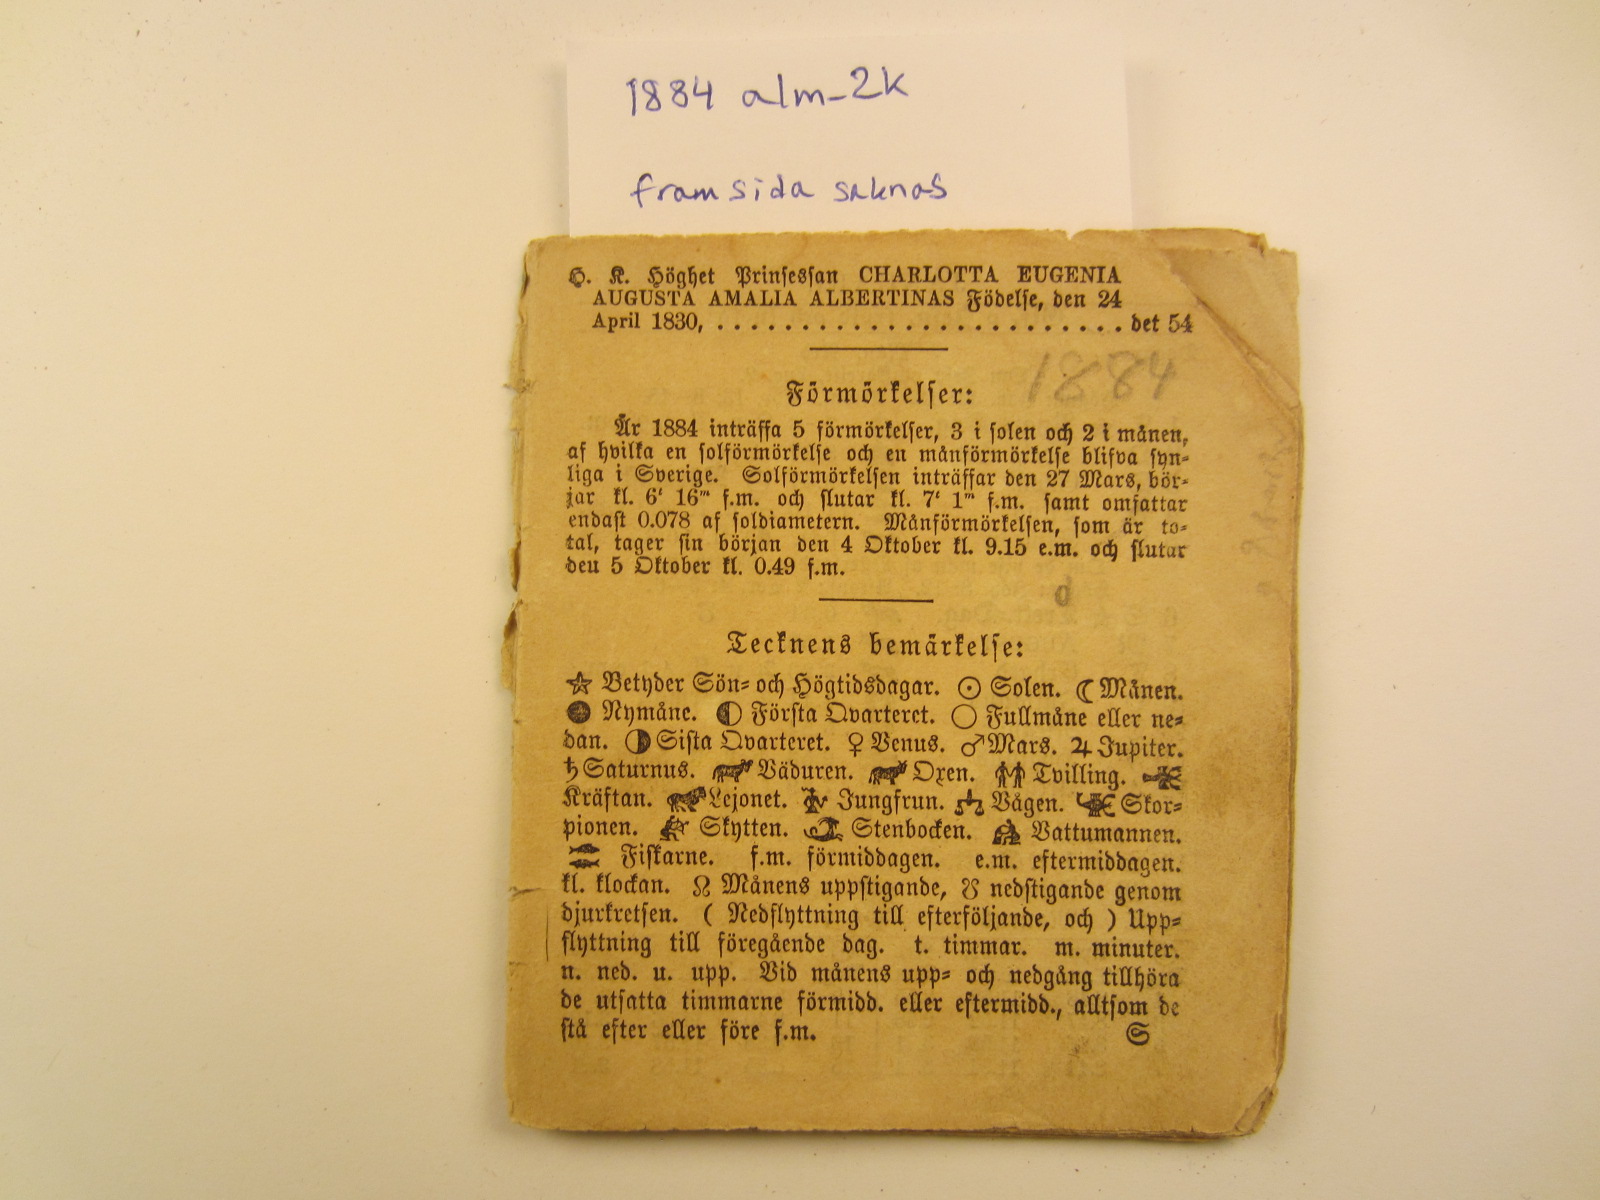 1884 alm-2k
framsida saknas
H. K. Höghet Prinsessan CHARLOTTA EUGENIA
AUGUSTA AMALIA ALBERTINAS Födelse, den 24
April 1830, . . . . . . . . . . . . . . . . . . . . . . . . . det 54
1884
Förmörkelser:
År 1884 inträffa 5 förmörkelser, 3 i solen och 2 i månen,
af hvilka en solförmörkelse och en månförmörkelse blifva syn-
liga i Sverige. Solförmörkelsen inträffar den 27 Mars, bör-
jar kl. 6ᵗ 16ᵐ f.m. och slutar kl. 7ᵗ 1ᵐ f.m. samt omfattar
endast 0.078 af soldiametern. Månförmörkelsen, som är to-
tal, tager sin början den 4 Oktober kl. 9.15 e.m. och slutar
deu 5 Oktober kl. 0.49 f.m.
Tecknens bemärkelse:
☆ Betyder Sön- och Högtidsdagar. ☉ Solen. ☾ Månen.
● Nymåne. ◐ Första Qvarteret. ○ Fullmåne eller ne-
dan. ◑ Sista Qvarteret. ♀ Venus. ♂ Mars. ♃ Jupiter.
♄ Saturnus. Väduren. Oxen. Tvilling.
Kräftan. Lejonet. Jungfrun. Vågen. Skor-
pionen. Skytten. Stenbocken. Vattumannen.
Fiskarne. f.m. förmiddagen. e.m. eftermiddagen.
kl. klockan. ☊ Månens uppstigande, ☋ nedstigande genom
djurkretsen. ( Nedflyttning till efterföljande, och ) Upp-
flyttning till föregående dag. t. timmar. m. minuter.
n. ned. u. upp. Vid månens upp- och nedgång tillhöra
de utsatta timmarne förmidd. eller eftermidd., alltsom de
stå efter eller före f.m. S